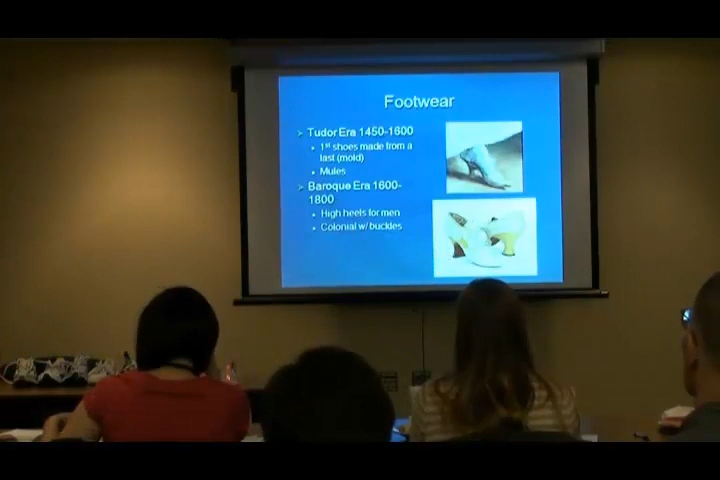 Footwear
Tudor Era 1450-1600
1st shoes made from a
last (mold)
Mules
Baroque Era 1600-
1800
High heels for men
Colonial w/ buckles